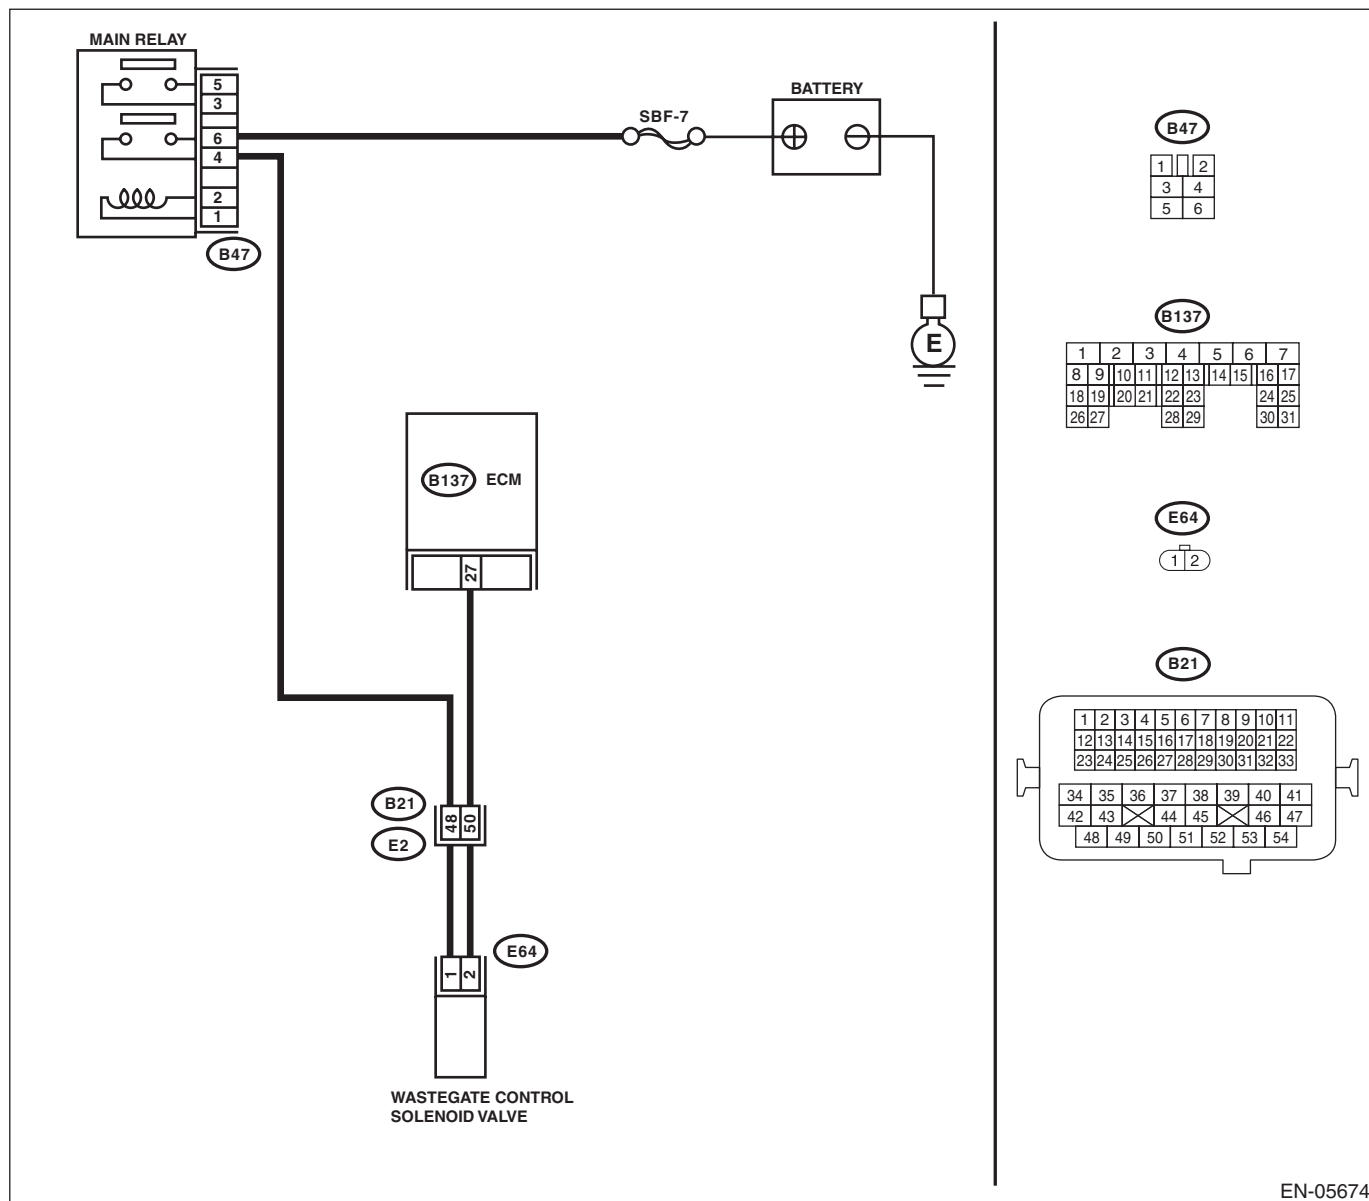 MAIN RELAY
5
3
6
4
2
1
B47
SBF-7
BATTERY
E
B137 ECM
27
B21
E2
48 50
E64
1 2
WASTEGATE CONTROL
SOLENOID VALVE
B47
1 2
3 4
5 6
B137
1 2 3 4 5 6 7
8 9 10 11 12 13 14 15 16 17
18 19 20 21 22 23 24 25
26 27 28 29 30 31
E64
1 2
B21
1 2 3 4 5 6 7 8 9 10 11
12 13 14 15 16 17 18 19 20 21 22
23 24 25 26 27 28 29 30 31 32 33
34 35 36 37 38 39 40 41
42 43 44 45 46 47
48 49 50 51 52 53 54
EN-05674